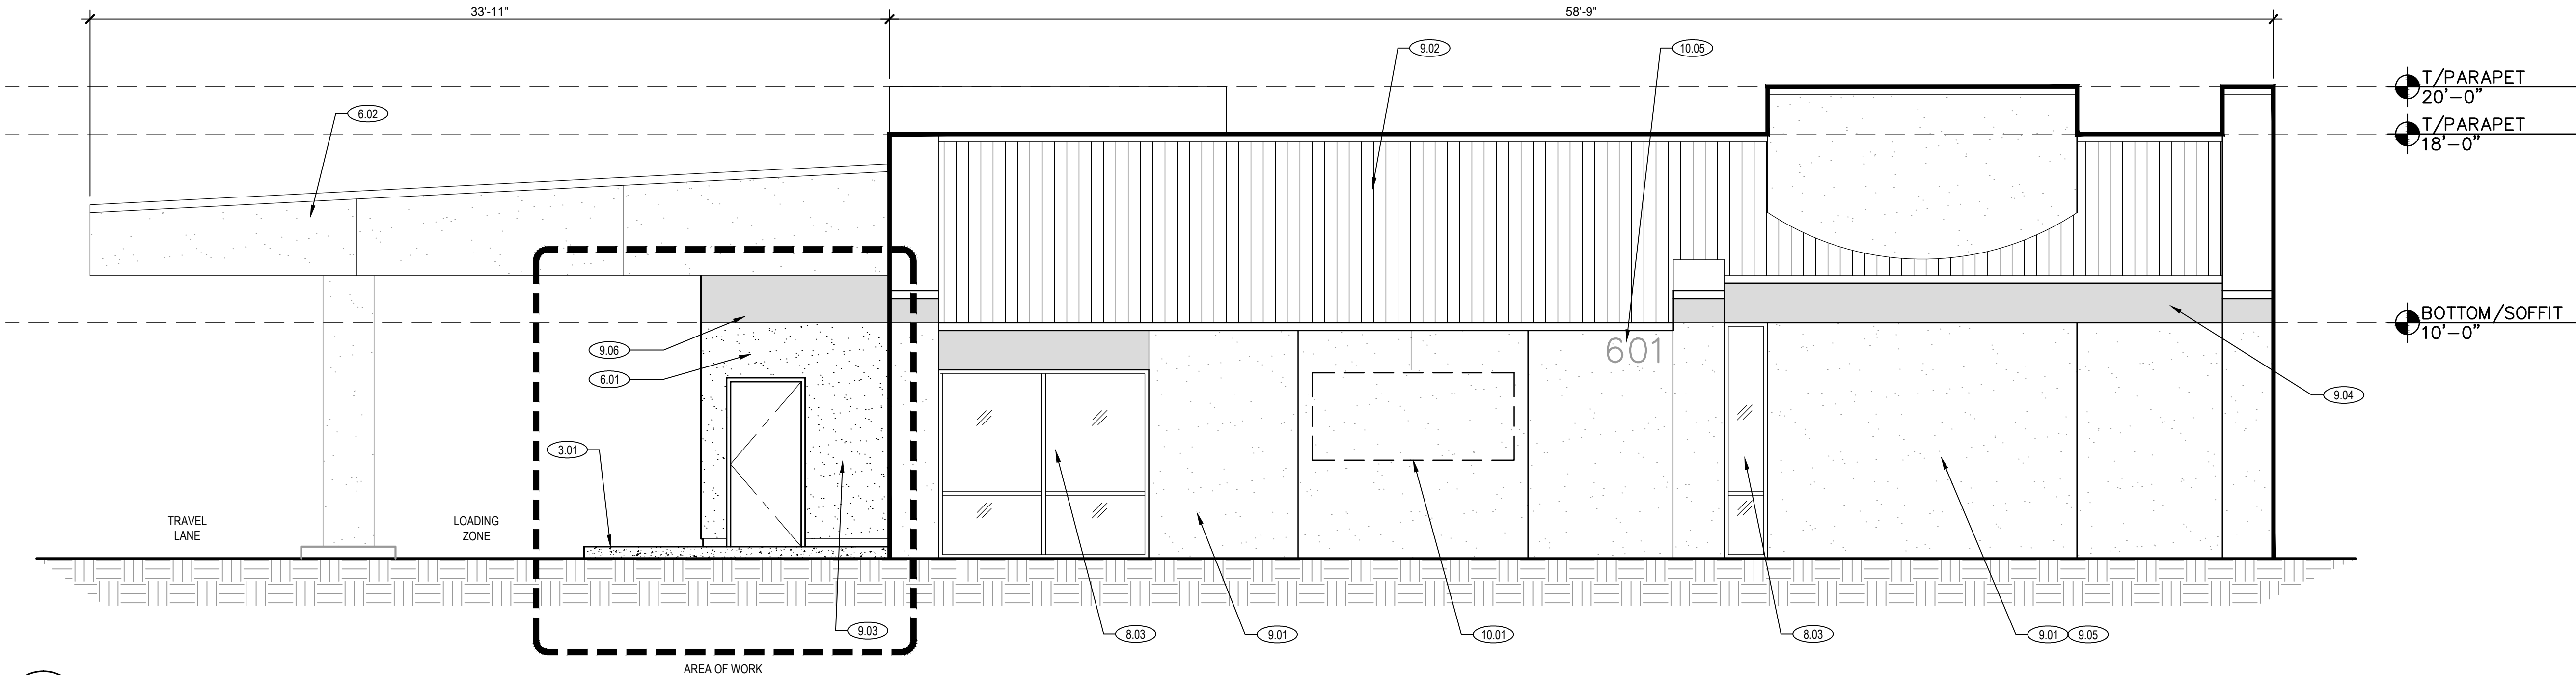 33'-11"
58'-9"
9.02
10.05
T/PARAPET
20'-0"
6.02
T/PARAPET
18'-0"
BOTTOM/SOFFIT
10'-0"
9.06
601
6.01
9.04
3.01
TRAVEL
LANE
LOADING
ZONE
9.03
8.03
9.01
10.01
8.03
9.01
9.05
AREA OF WORK